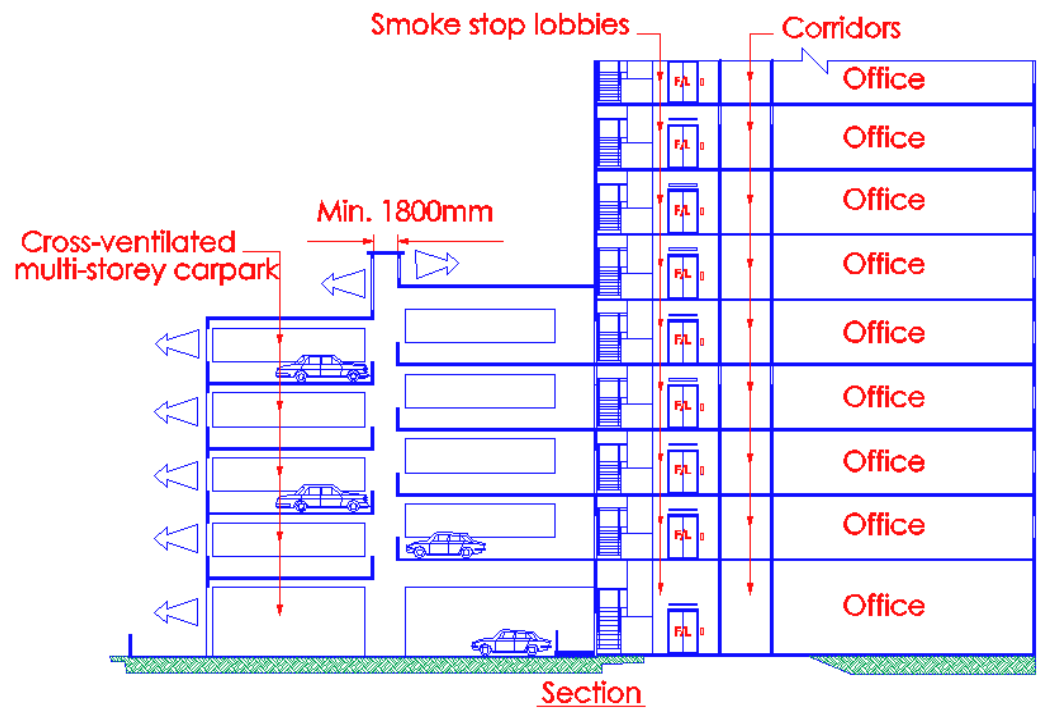 Smoke stop lobbies
Corridors
Office
F/L
Office
F/L
Office
F/L
Min. 1800mm
Cross-ventilated
multi-storey carpark
Office
F/L
Office
F/L
Office
F/L
Office
F/L
Office
F/L
Office
F/L
Section